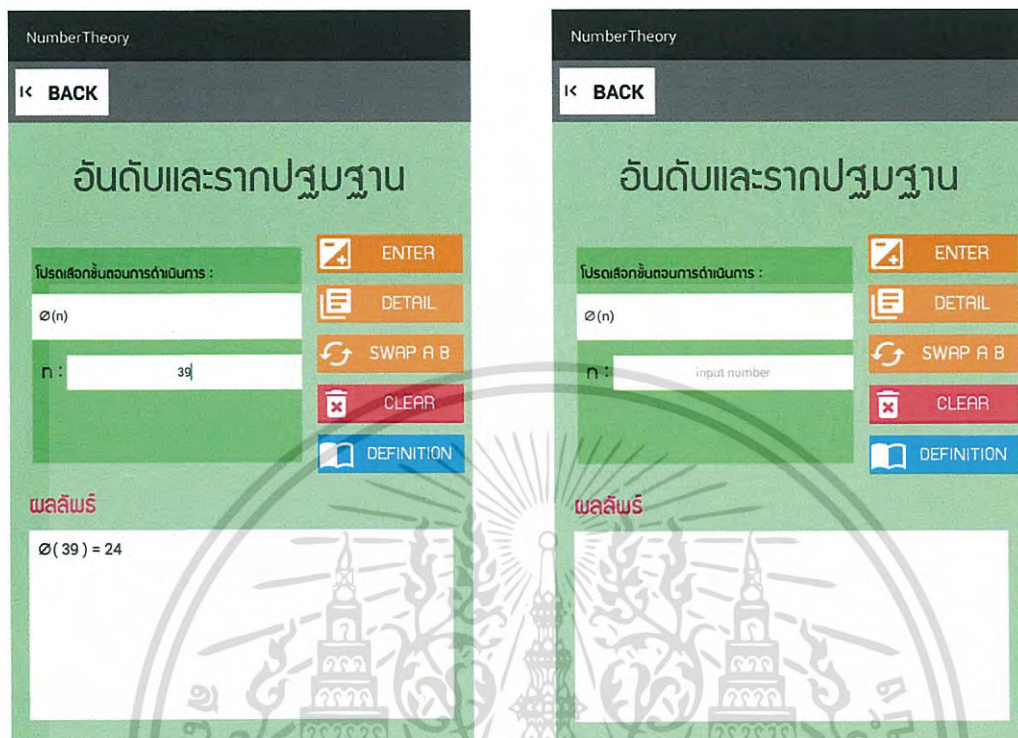 NumberTheory
BACK
อันดับและรากปฐมฐาน
โปรดเลือกขั้นตอนการดำเนินการ :
Ø(n)
n :
39
ENTER
DETAIL
SWAP A B
CLEAR
DEFINITION
ผลลัพธ์
Ø( 39 ) = 24
NumberTheory
BACK
อันดับและรากปฐมฐาน
โปรดเลือกขั้นตอนการดำเนินการ :
Ø(n)
n :
input number
ENTER
DETAIL
SWAP A B
CLEAR
DEFINITION
ผลลัพธ์